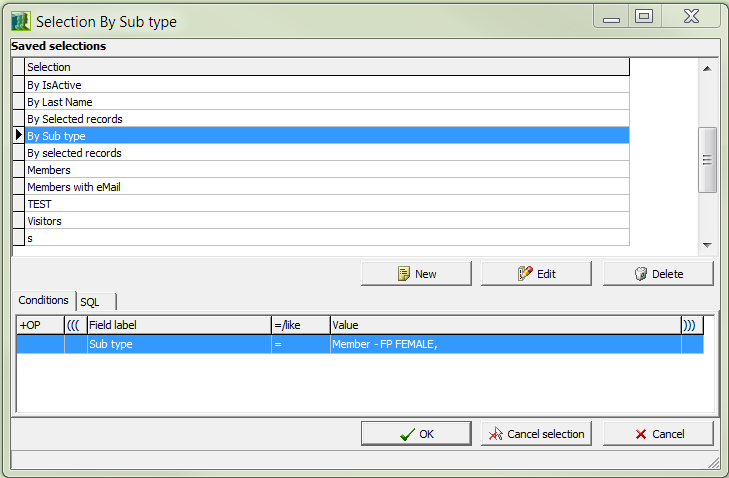 Selection By Sub type
Saved selections
Selection
By IsActive
By Last Name
By Selected records
By Sub type
By selected records
Members
Members with eMail
TEST
Visitors
s
New Edit Delete
Conditions SQL
+OP ((( Field label =/like Value )))
Sub type = Member - FP FEMALE,
OK Cancel selection Cancel